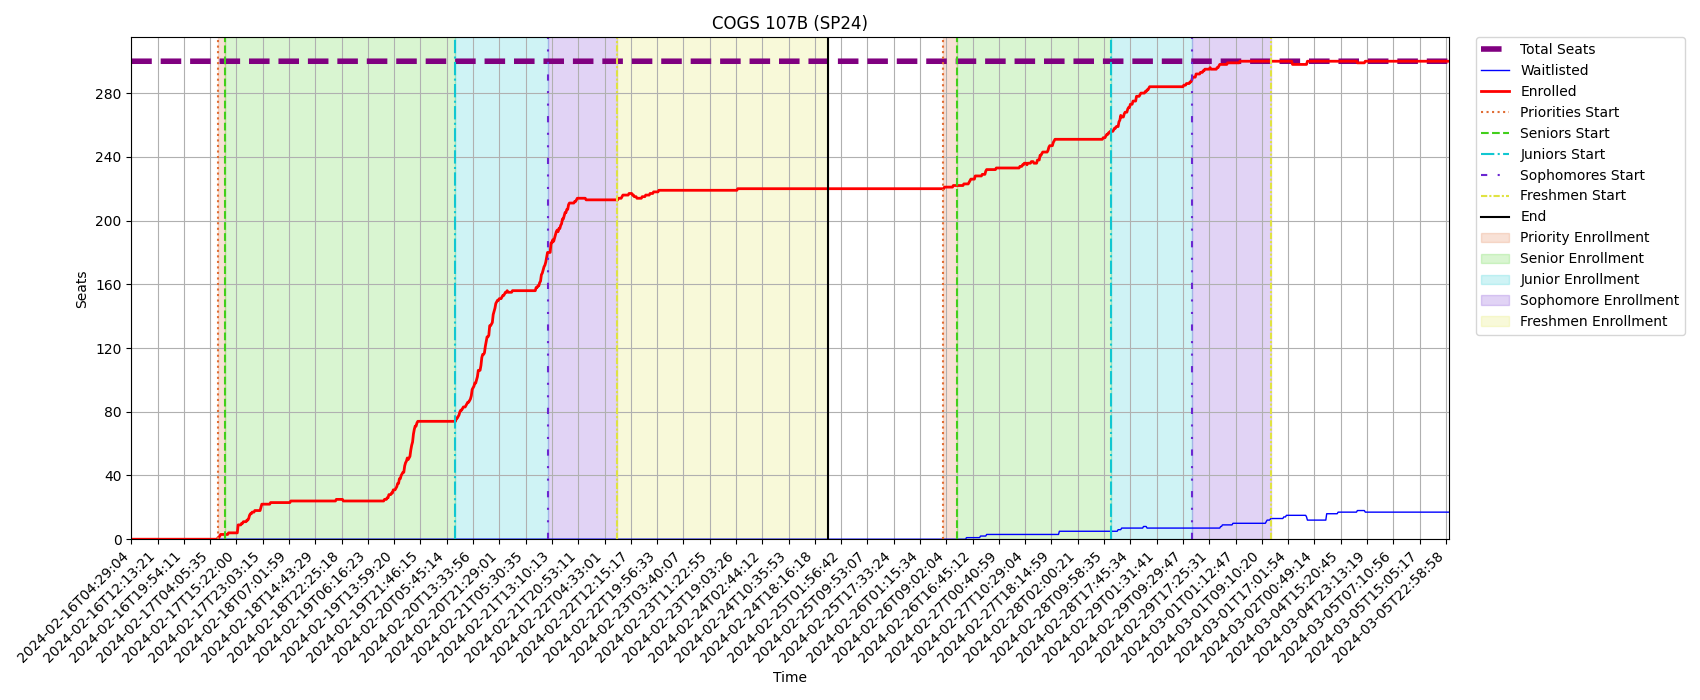 COGS 107B (SP24)
Seats
280
240
200
160
120
80
40
0
2024-02-16T04:29:04
2024-02-16T12:13:21
2024-02-16T19:54:11
2024-02-17T04:05:35
2024-02-17T15:22:00
2024-02-17T23:03:15
2024-02-18T07:01:59
2024-02-18T14:43:29
2024-02-18T22:25:18
2024-02-19T06:16:23
2024-02-19T13:59:20
2024-02-19T21:46:15
2024-02-20T05:45:14
2024-02-20T13:33:56
2024-02-20T21:29:01
2024-02-21T05:30:35
2024-02-21T13:10:13
2024-02-21T20:53:11
2024-02-22T04:33:01
2024-02-22T12:15:17
2024-02-22T19:56:33
2024-02-23T03:40:07
2024-02-23T11:22:55
2024-02-23T19:03:26
2024-02-24T02:44:12
2024-02-24T10:35:53
2024-02-24T18:16:18
2024-02-25T01:56:42
2024-02-25T09:53:07
2024-02-25T17:33:24
2024-02-26T01:15:34
2024-02-26T09:02:04
2024-02-26T16:45:12
2024-02-27T00:40:59
2024-02-27T10:29:04
2024-02-27T18:14:59
2024-02-28T02:00:21
2024-02-28T09:58:35
2024-02-28T17:45:34
2024-02-29T01:31:41
2024-02-29T09:29:47
2024-02-29T17:25:31
2024-03-01T01:12:47
2024-03-01T09:10:20
2024-03-01T17:01:54
2024-03-02T00:49:14
2024-03-04T15:20:45
2024-03-04T23:13:19
2024-03-05T07:10:56
2024-03-05T15:05:17
2024-03-05T22:58:58
Time
Total Seats
Waitlisted
Enrolled
Priorities Start
Seniors Start
Juniors Start
Sophomores Start
Freshmen Start
End
Priority Enrollment
Senior Enrollment
Junior Enrollment
Sophomore Enrollment
Freshmen Enrollment